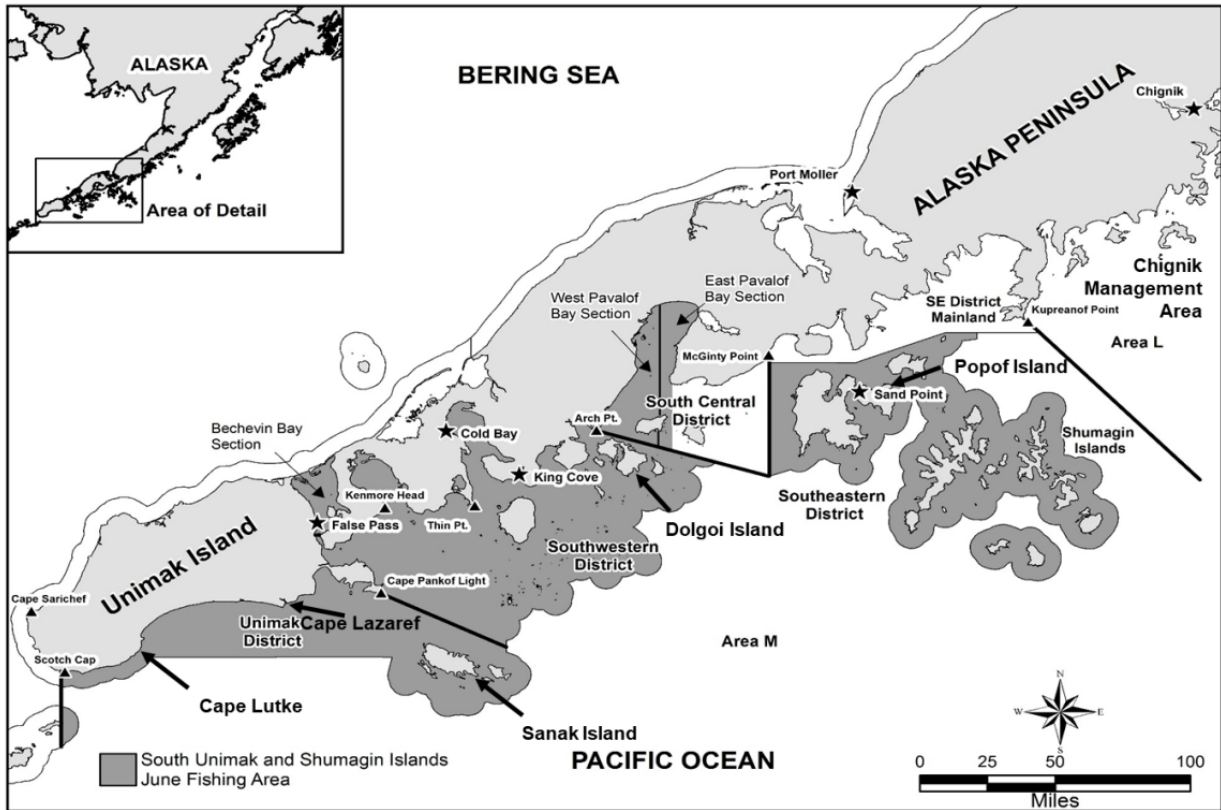 ALASKA
Area of Detail
BERING SEA
ALASKA PENINSULA
Chignik
Port Moller
Chignik
Management
Area
SE District
Mainland
Kupreanof Point
Area L
East Pavalof
Bay Section
West Pavalof
Bay Section
McGinty Point
Popof Island
Sand Point
South Central
District
Arch Pt.
Shumagin
Islands
Cold Bay
Bechevin Bay
Section
King Cove
Kenmore Head
Thin Pt.
False Pass
Dolgoi Island
Southeastern
District
Southwestern
District
Unimak Island
Cape Pankof Light
Cape Sarichef
Cape Lazaref
Unimak
District
Area M
Scotch Cap
Cape Lutke
Sanak Island
PACIFIC OCEAN
N
W
E
S
South Unimak and Shumagin Islands
June Fishing Area
0 25 50 100
Miles